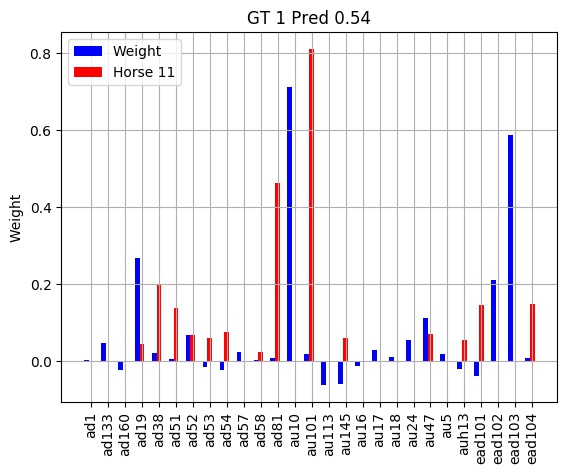 GT 1 Pred 0.54
Weight
Horse 11
Weight
0.8
0.6
0.4
0.2
0.0
ad1
ad133
ad160
ad19
ad38
ad51
ad52
ad53
ad54
ad57
ad58
ad81
au10
au101
au113
au145
au16
au17
au18
au24
au47
au5
auh13
ead101
ead102
ead103
ead104